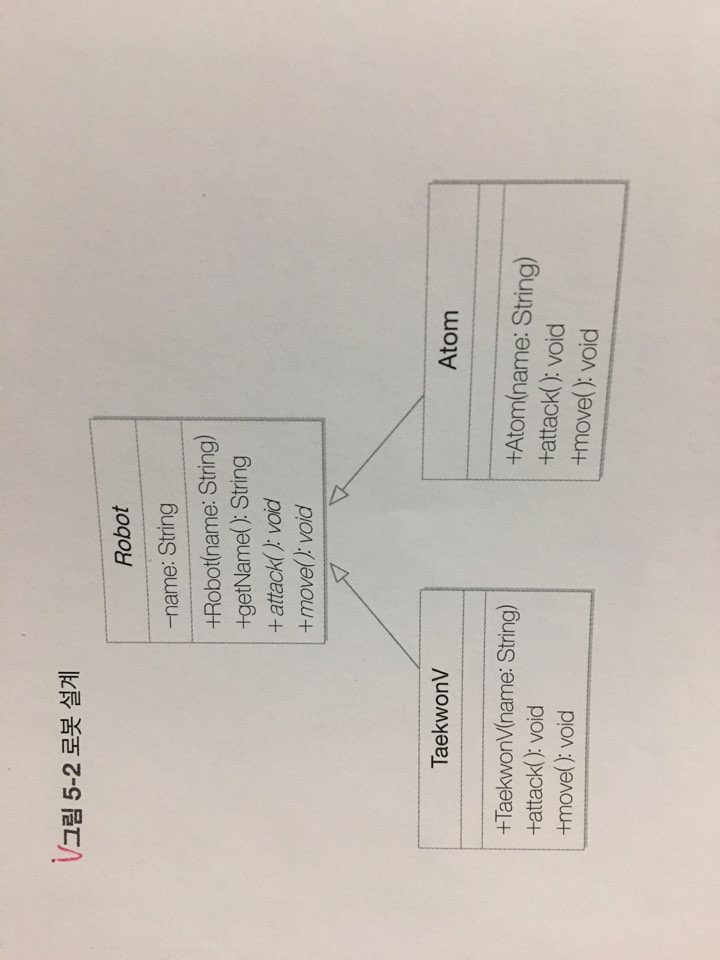 그림 5-2 로봇 설계
Robot
–name: String
+Robot(name: String)
+getName( ): String
+ attack( ): void
+move( ): void
TaekwonV
+TaekwonV(name: String)
+attack( ): void
+move( ): void
Atom
+Atom(name: String)
+attack( ): void
+move( ): void